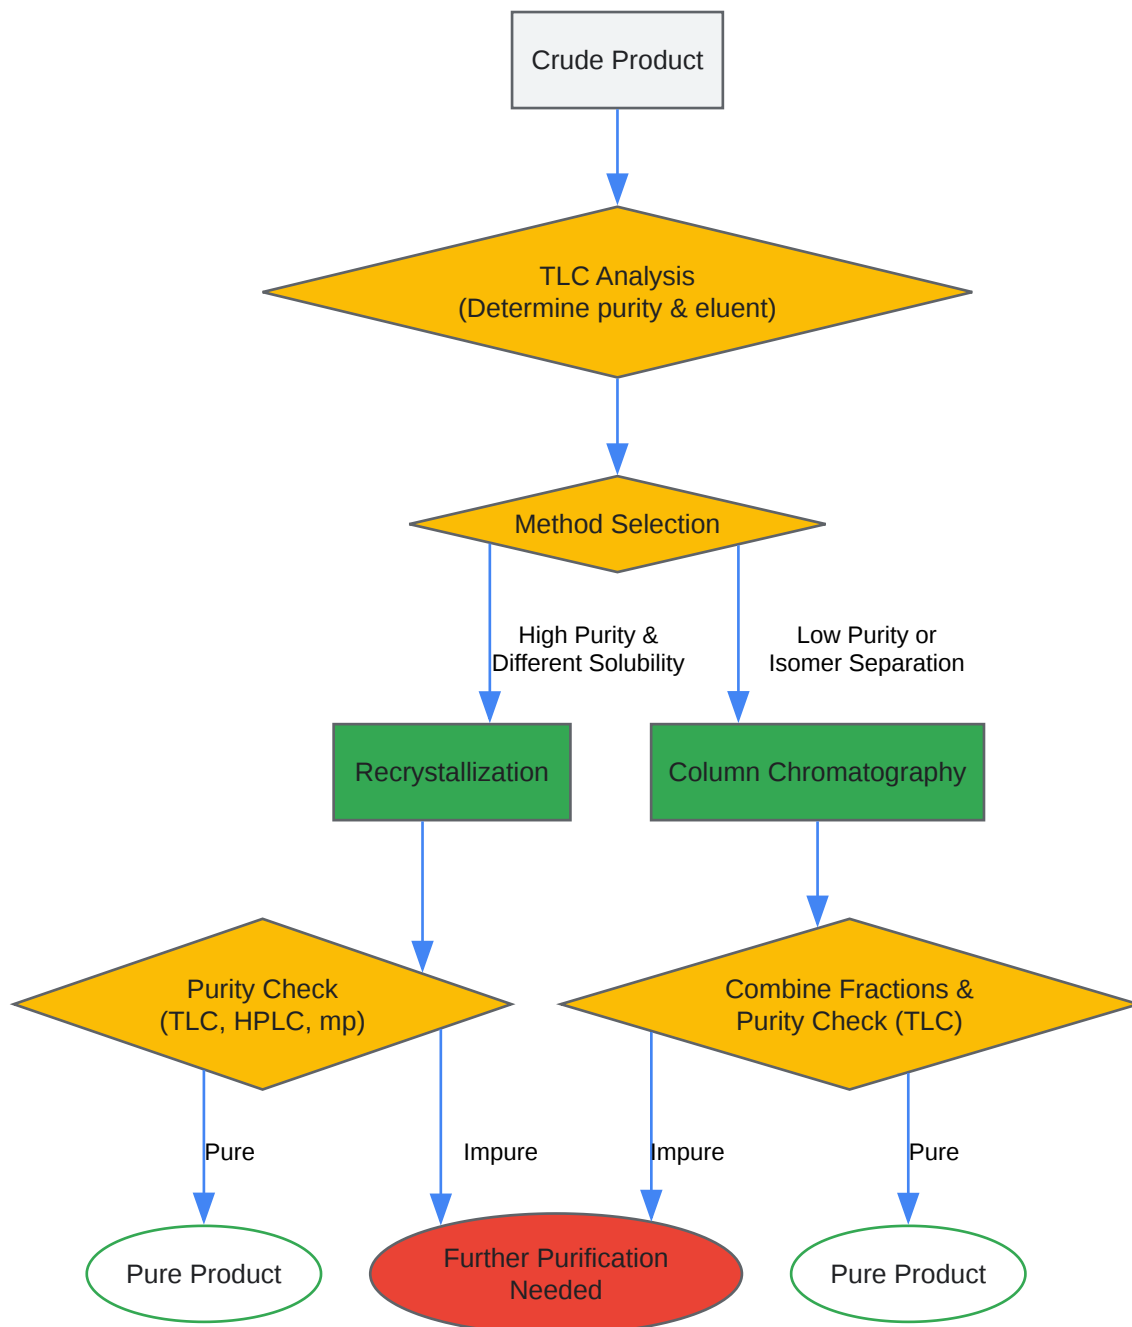 Crude Product
TLC Analysis
(Determine purity & eluent)
Method Selection
High Purity &
Different Solubility
Low Purity or
Isomer Separation
Recrystallization
Column Chromatography
Purity Check
(TLC, HPLC, mp)
Combine Fractions &
Purity Check (TLC)
Pure
Impure
Impure
Pure
Pure Product
Further Purification
Needed
Pure Product